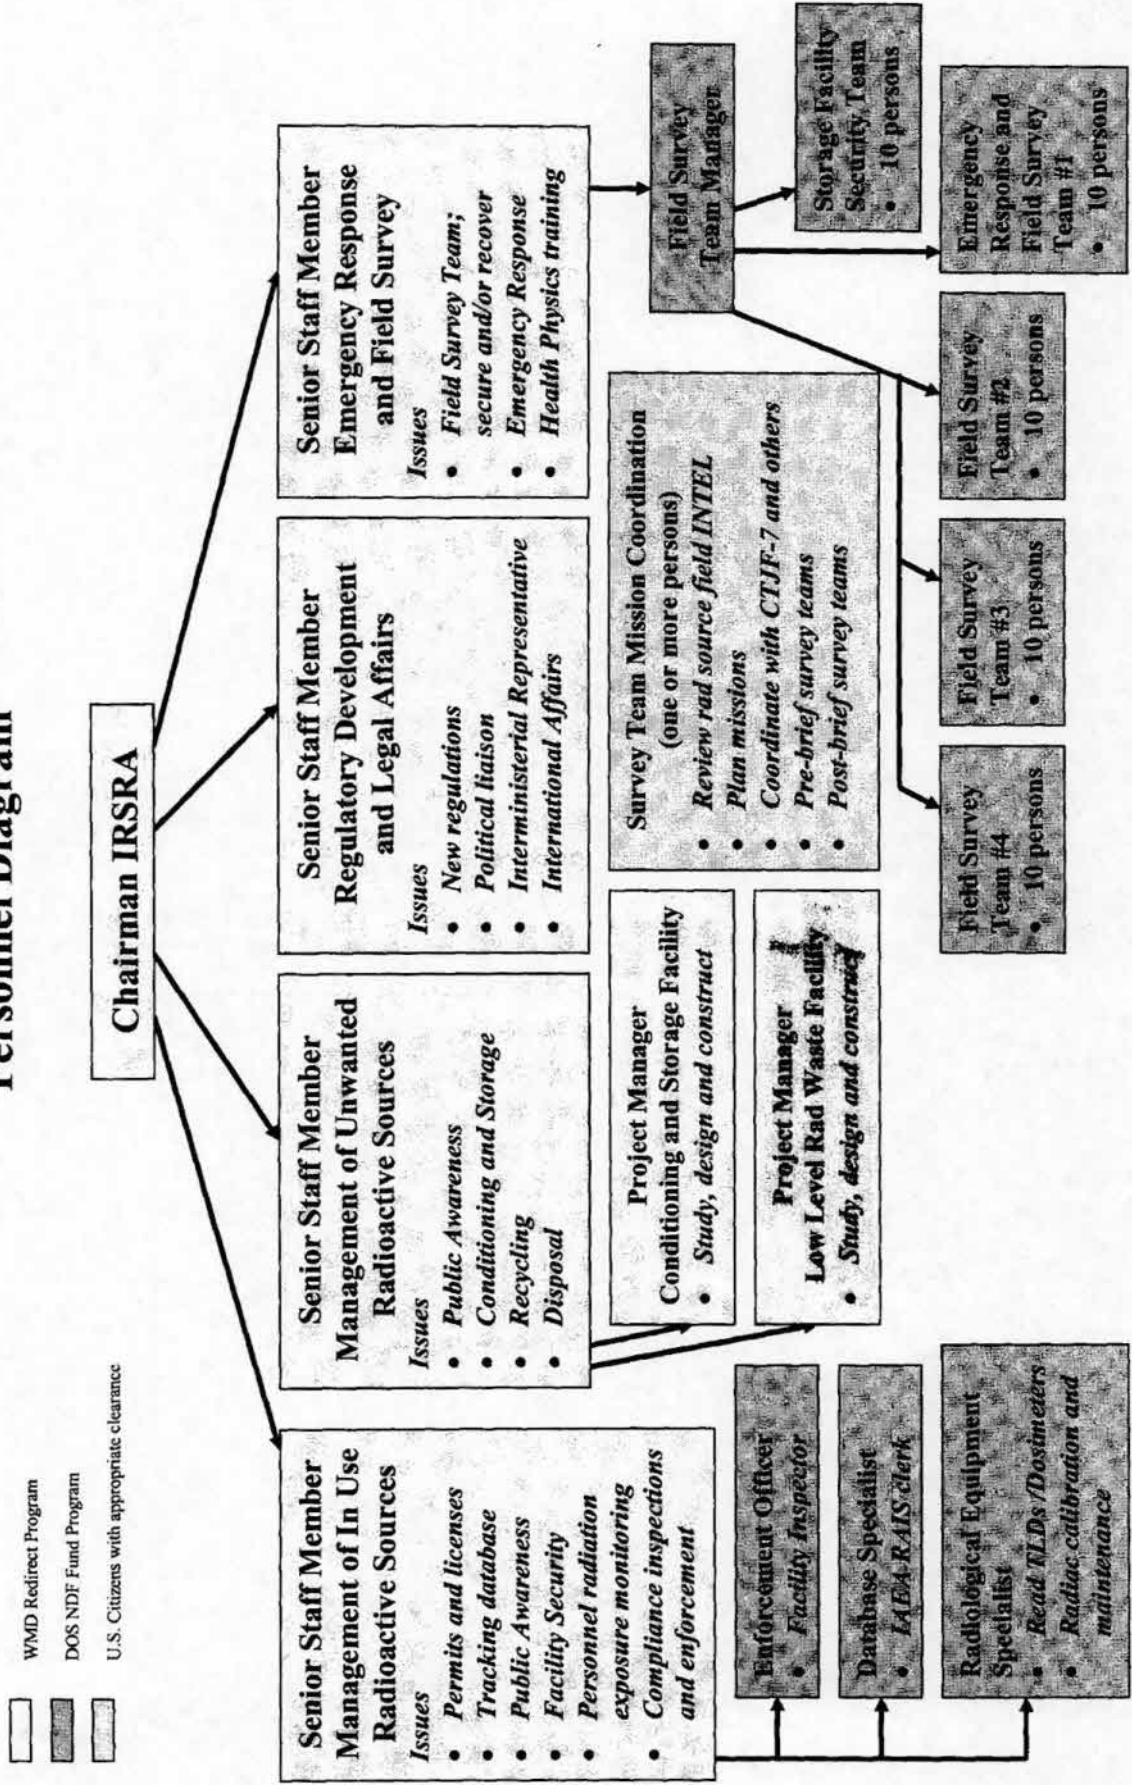 Personnel Diagram
WMD Redirect Program
DOS NDF Fund Program
U.S. Citizens with appropriate clearance
Chairman IRSRA
Senior Staff Member
Management of In Use
Radioactive Sources
Issues
• Permits and licenses
• Tracking database
• Public Awareness
• Facility Security
• Personnel radiation
exposure monitoring
• Compliance inspections
and enforcement
Senior Staff Member
Management of Unwanted
Radioactive Sources
Issues
• Public Awareness
• Conditioning and Storage
• Recycling
• Disposal
Senior Staff Member
Regulatory Development
and Legal Affairs
Issues
• New regulations
• Political liaison
• Interministerial Representative
• International Affairs
Senior Staff Member
Emergency Response
and Field Survey
Issues
• Field Survey Team;
secure and/or recover
• Emergency Response
• Health Physics training
Enforcement Officer
• Facility Inspector
Database Specialist
• IAEA-RAIS clerk
Radiological Equipment
Specialist
• Read TLDs/Dosimeters
• Radiac calibration and
maintenance
Project Manager
Conditioning and Storage Facility
• Study, design and construct
Project Manager
Low Level Rad Waste Facility
• Study, design and construct
Survey Team Mission Coordination
(one or more persons)
• Review rad source field INTEL
• Plan missions
• Coordinate with CTJF-7 and others
• Pre-brief survey teams
• Post-brief survey teams
Field Survey
Team Manager
Storage Facility
Security Team
• 10 persons
Field Survey
Team #4
• 10 persons
Field Survey
Team #3
• 10 persons
Field Survey
Team #2
• 10 persons
Emergency
Response and
Field Survey
Team #1
• 10 persons